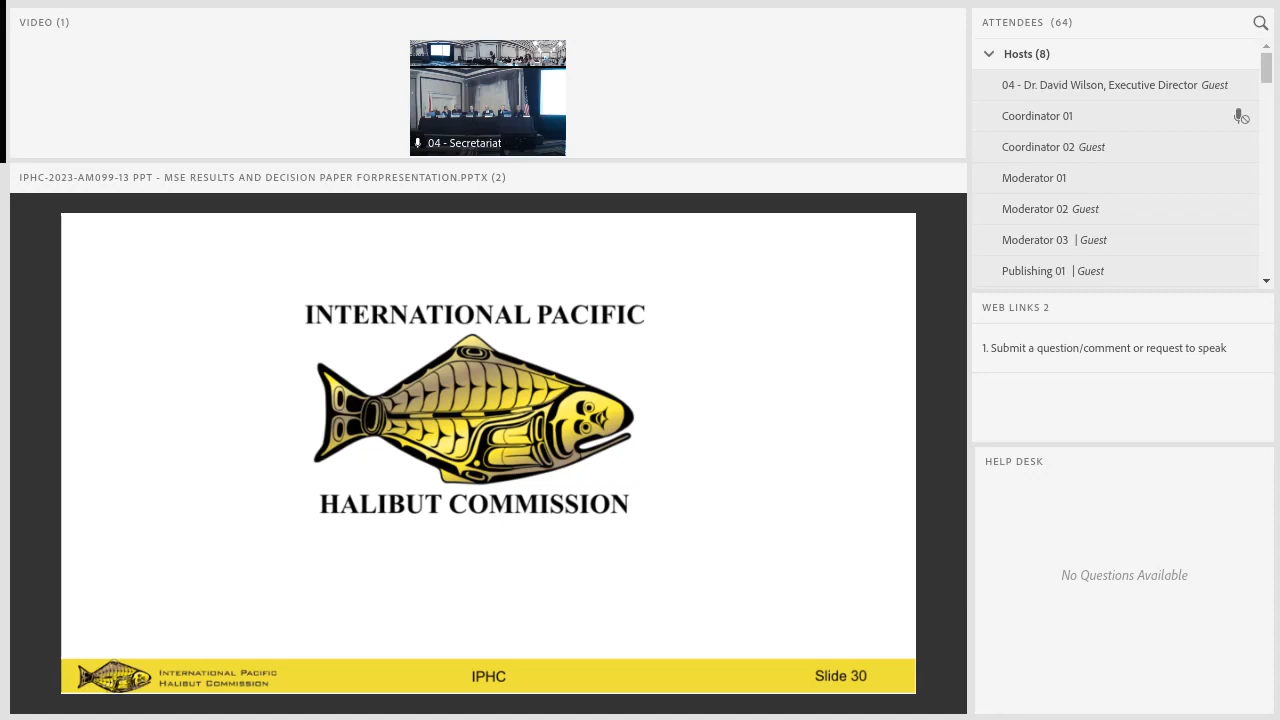 VIDEO (1)
04 - Secretariat
IPHC-2023-AM099-13 PPT - MSE RESULTS AND DECISION PAPER FORPRESENTATION.PPTX (2)
INTERNATIONAL PACIFIC
HALIBUT COMMISSION
INTERNATIONAL PACIFIC
HALIBUT COMMISSION
IPHC
Slide 30
ATTENDEES (64)
Hosts (8)
04 - Dr. David Wilson, Executive Director Guest
Coordinator 01
Coordinator 02 Guest
Moderator 01
Moderator 02 Guest
Moderator 03 | Guest
Publishing 01 | Guest
WEB LINKS 2
1. Submit a question/comment or request to speak
HELP DESK
No Questions Available